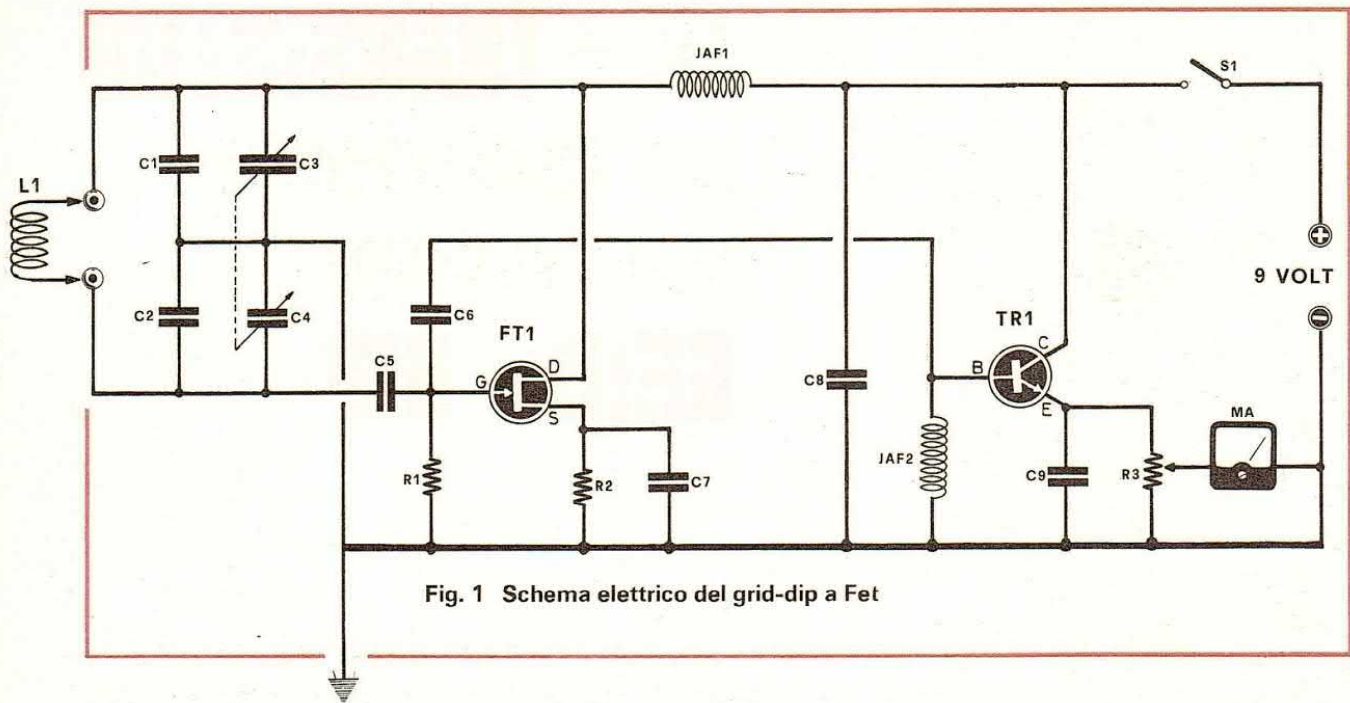 JAF1
S1
C1
C3
L1
9 VOLT
C2
C4
C6
FT1
TR1
C5
D
C
G
B
C8
S
E
MA
JAF2
R1
R2
C7
C9
R3
Fig. 1 Schema elettrico del grid-dip a Fet